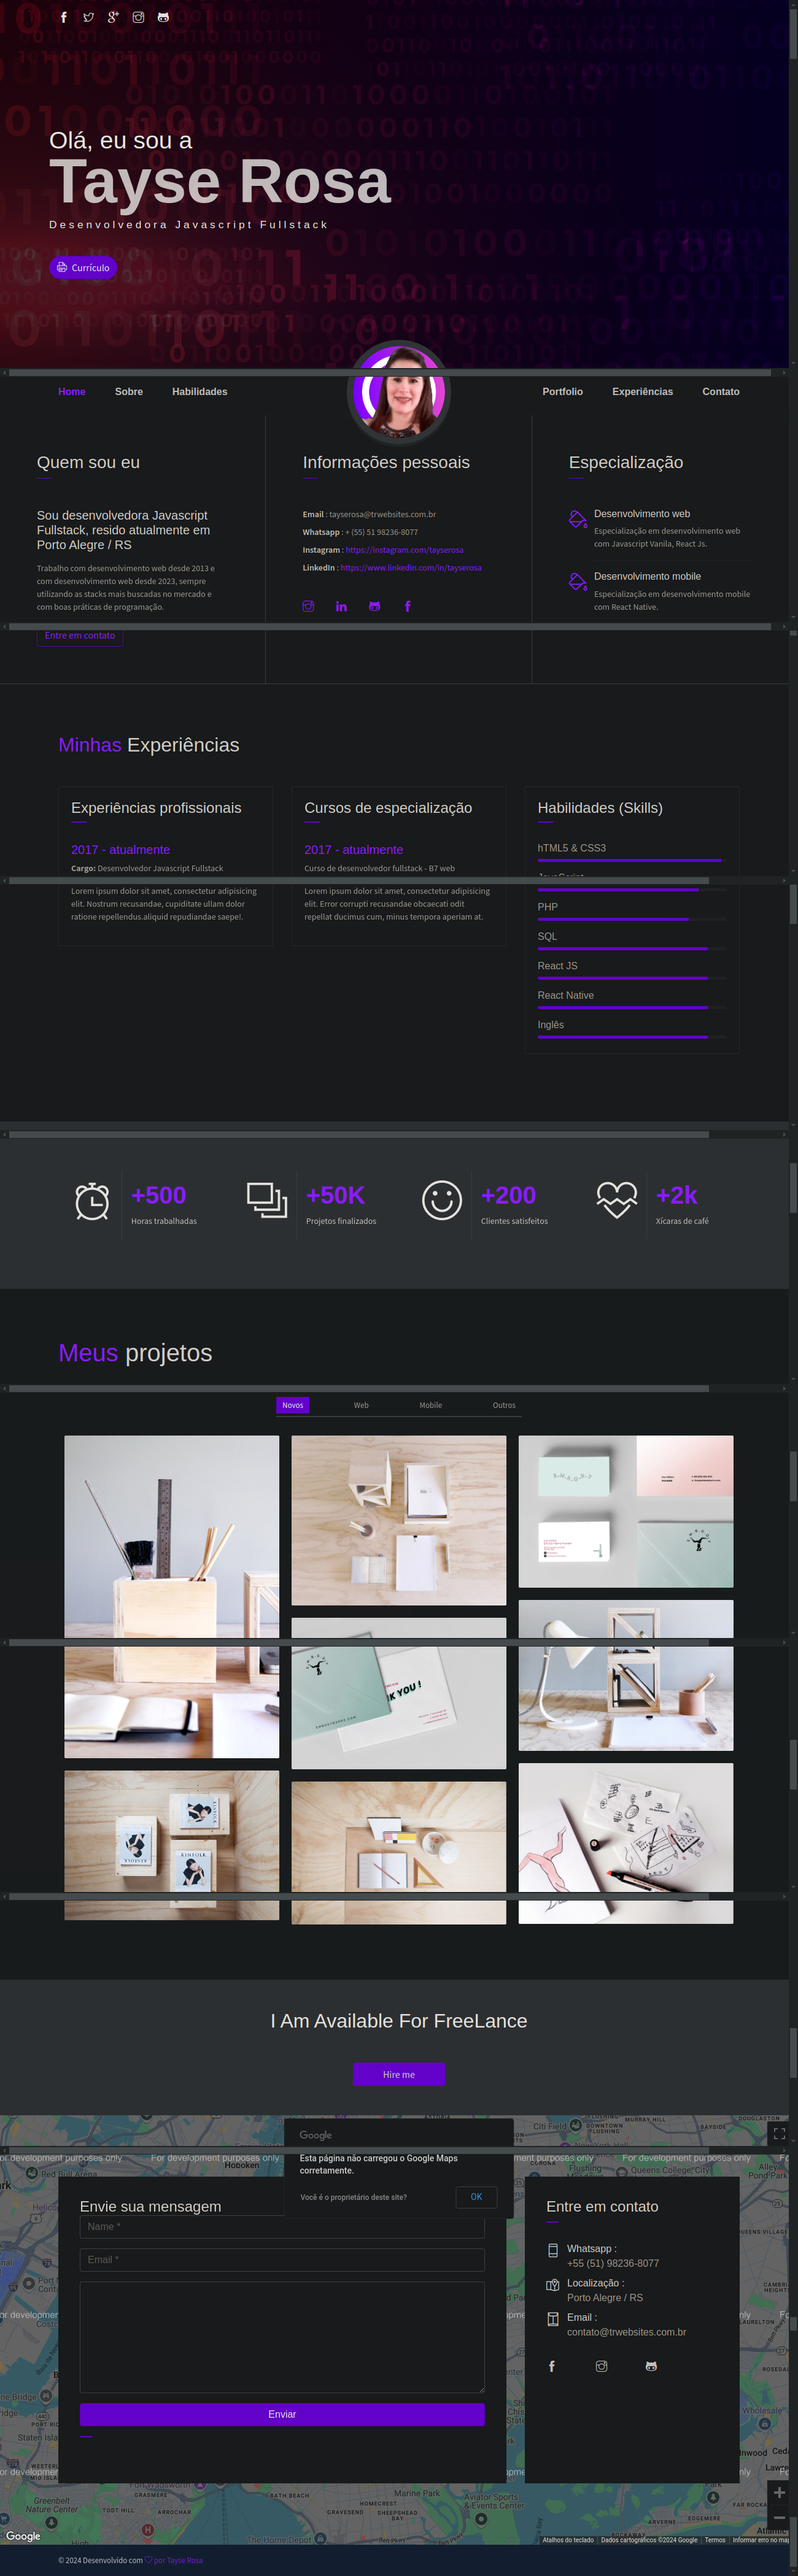 Olá, eu sou a
Tayse Rosa
Desenvolvedora Javascript Fullstack
Currículo
Home
Sobre
Habilidades
Portfolio
Experiências
Contato
Quem sou eu
Sou desenvolvedora Javascript
Fullstack, resido atualmente em
Porto Alegre / RS
Trabalho com desenvolvimento web desde 2013 e
com desenvolvimento web desde 2023, sempre
utilizando as stacks mais buscadas no mercado e
com boas práticas de programação.
Entre em contato
Informações pessoais
Email : tayserosa@trwebsites.com.br
Whatsapp : + (55) 51 98236-8077
Instagram : https://instagram.com/tayserosa
LinkedIn : https://www.linkedin.com/in/tayserosa
Especialização
Desenvolvimento web
Especialização em desenvolvimento web
com Javascript Vanila, React Js.
Desenvolvimento mobile
Especialização em desenvolvimento mobile
com React Native.
Minhas Experiências
Experiências profissionais
2017 - atualmente
Cargo: Desenvolvedor Javascript Fullstack
Lorem ipsum dolor sit amet, consectetur adipisicing
elit. Nostrum recusandae, cupiditate ullam dolor
ratione repellendus.aliquid repudiandae saepe!.
Cursos de especialização
2017 - atualmente
Curso de desenvolvedor fullstack - B7 web
Lorem ipsum dolor sit amet, consectetur adipisicing
elit. Error corrupti recusandae obcaecati odit
repellat ducimus cum, minus tempora aperiam at.
Habilidades (Skills)
hTML5 & CSS3
JavaScript
PHP
SQL
React JS
React Native
Inglês
+500
Horas trabalhadas
+50K
Projetos finalizados
+200
Clientes satisfeitos
+2k
Xícaras de café
Meus projetos
Novos
Web
Mobile
Outros
KINFOLK
I Am Available For FreeLance
Hire me
Google
Esta página não carregou o Google Maps
corretamente.
Você é o proprietário deste site?
OK
For development purposes only
Envie sua mensagem
Name *
Email *
Enviar
Entre em contato
Whatsapp :
+55 (51) 98236-8077
Localização :
Porto Alegre / RS
Email :
contato@trwebsites.com.br
Google
Atalhos do teclado
Dados cartográficos ©2024 Google
Termos
Informar erro no map
© 2024 Desenvolvido com por Tayse Rosa